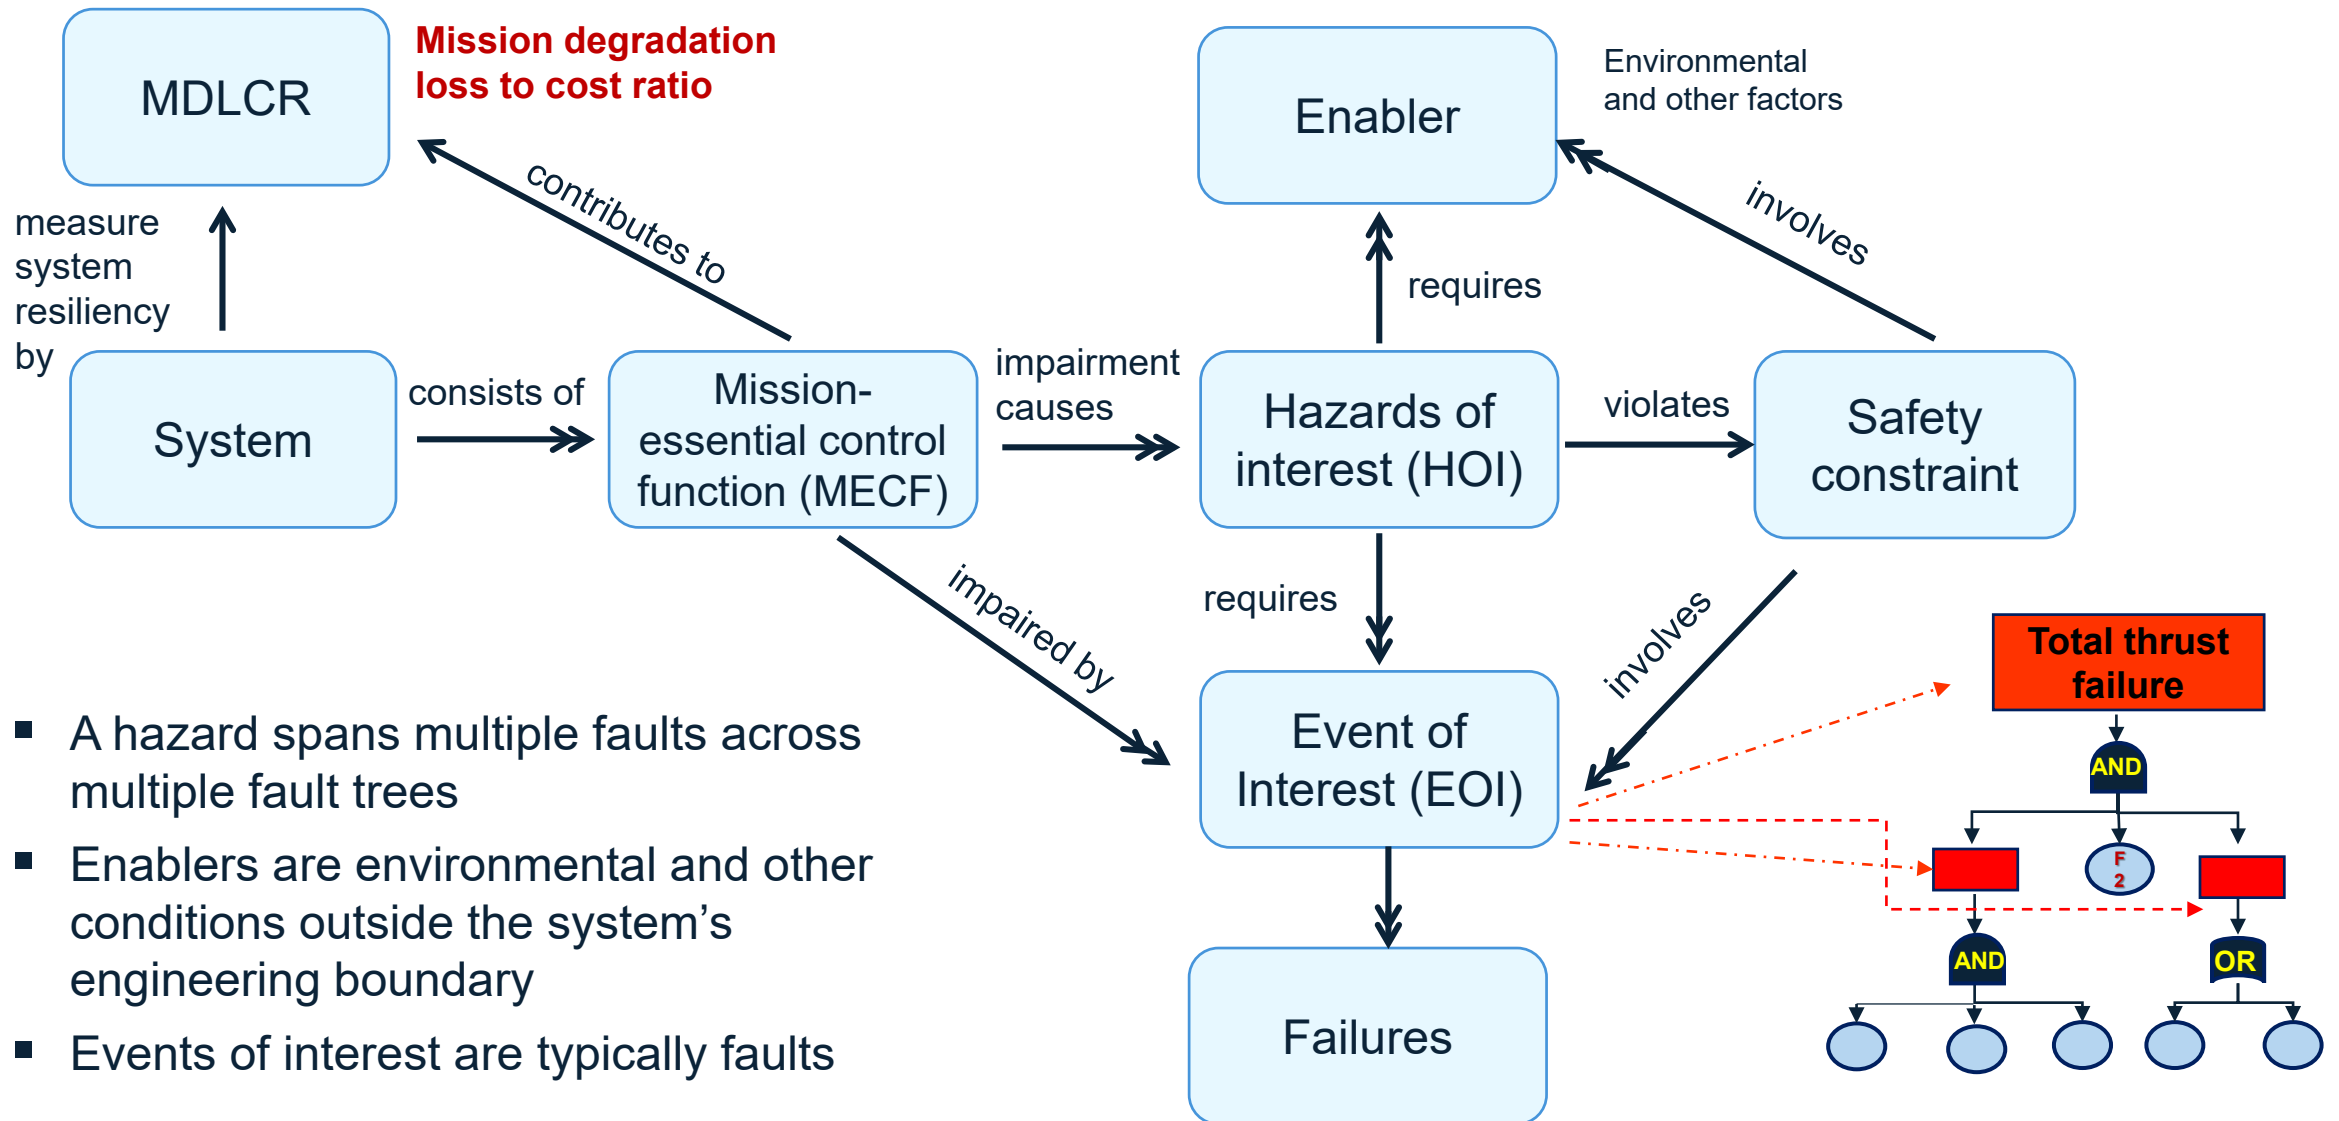 MDLCR
Mission degradation
loss to cost ratio
Enabler
Environmental
and other factors
contributes to
involves
measure
system
resiliency
by
requires
System
consists of
Mission-
essential control
function (MECF)
impairment
causes
Hazards of
interest (HOI)
violates
Safety
constraint
impaired by
requires
involves
Total thrust
failure
AND
F
2
AND
OR
Event of
Interest (EOI)
Failures
▪ A hazard spans multiple faults across
multiple fault trees
▪ Enablers are environmental and other
conditions outside the system’s
engineering boundary
▪ Events of interest are typically faults